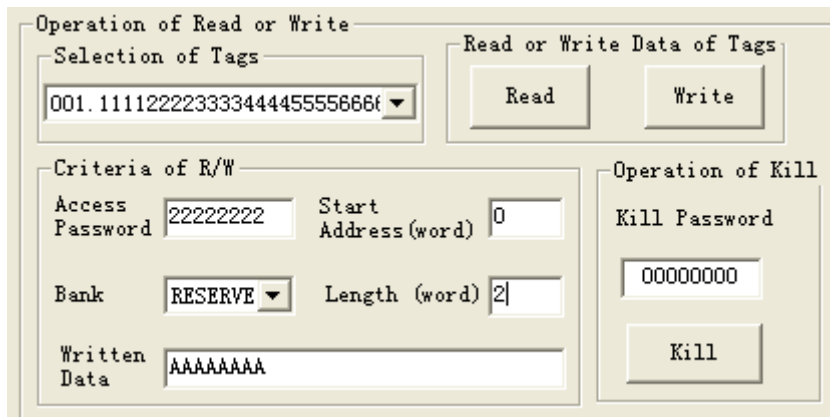 Operation of Read or Write
Selection of Tags
001.11112222333344445555666
Read or Write Data of Tags
Read
Write
Criteria of R/W
Access Password
22222222
Start Address(word)
0
Bank
RESERVE
Length (word)
2
Written Data
AAAAAAAA
Operation of Kill
Kill Password
00000000
Kill